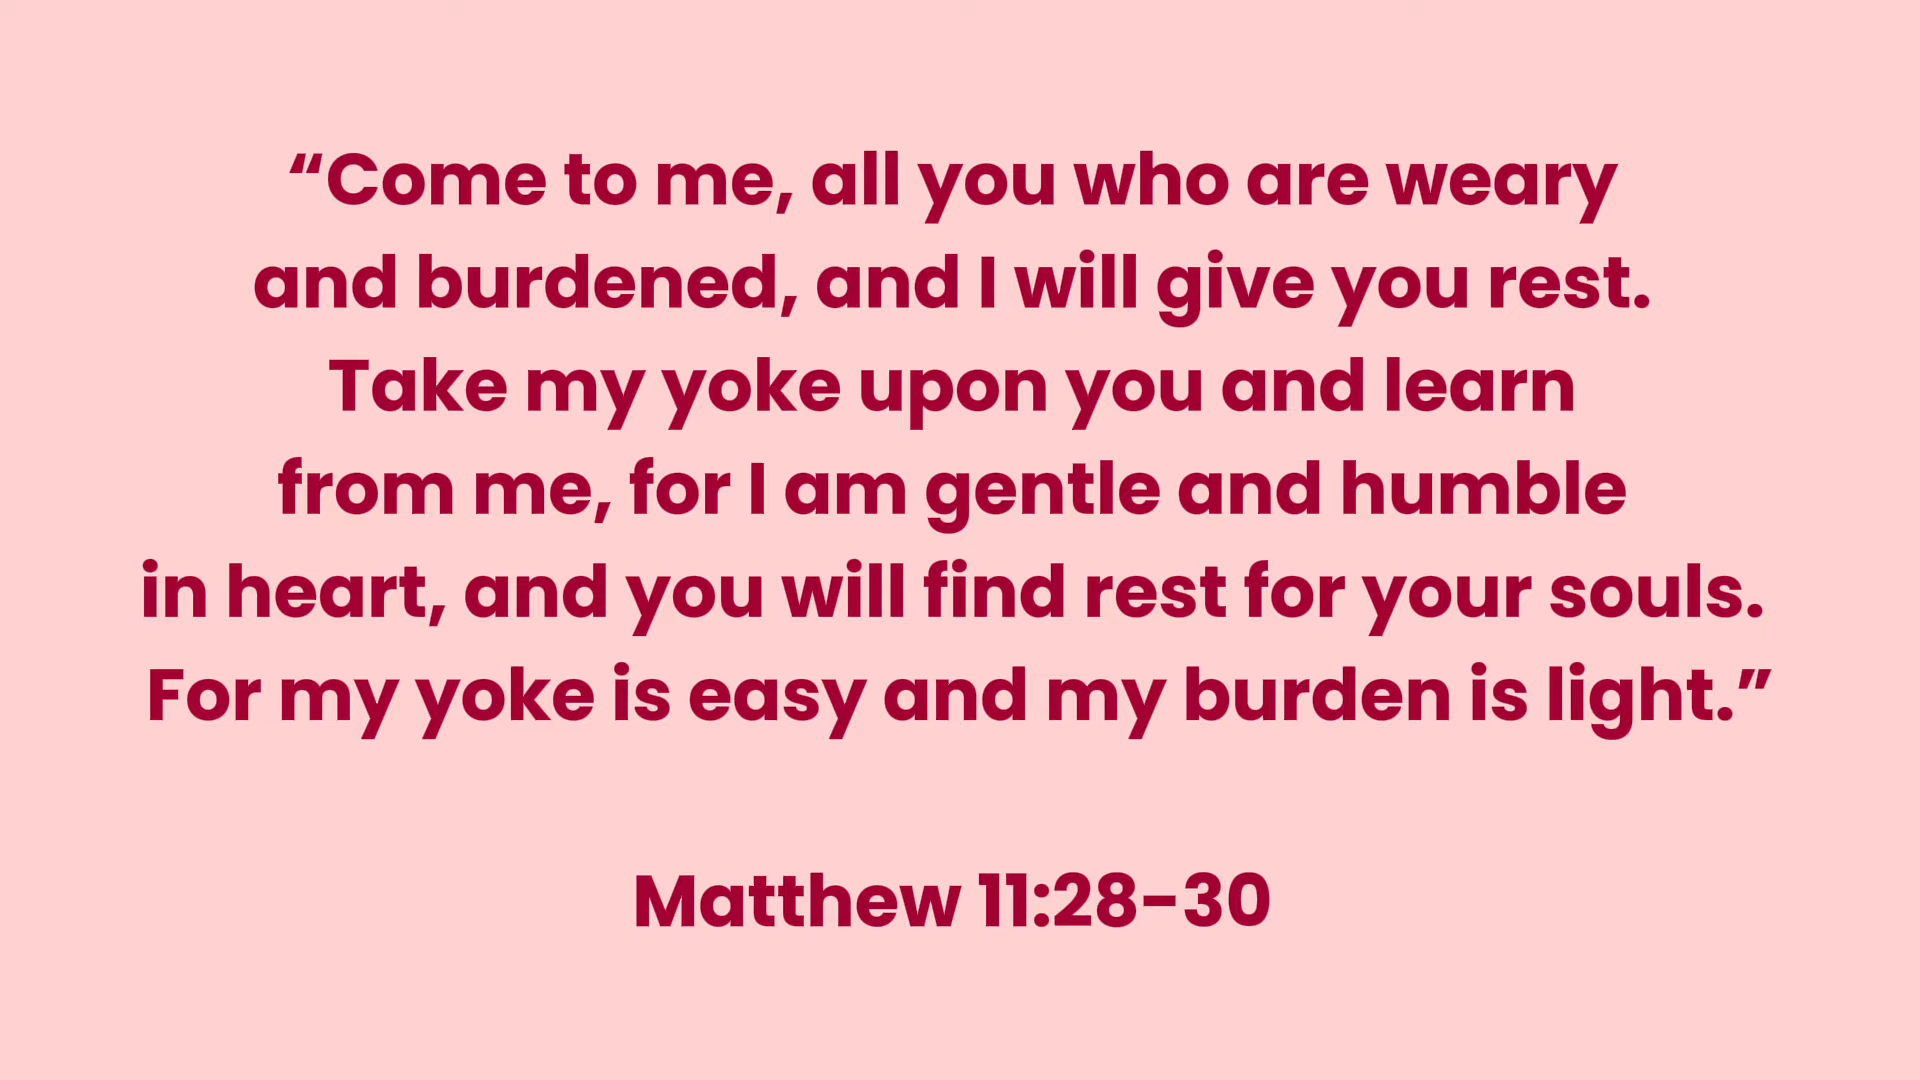 “Come to me, all you who are weary
and burdened, and I will give you rest.
Take my yoke upon you and learn
from me, for I am gentle and humble
in heart, and you will find rest for your souls.
For my yoke is easy and my burden is light.”
Matthew 11:28-30